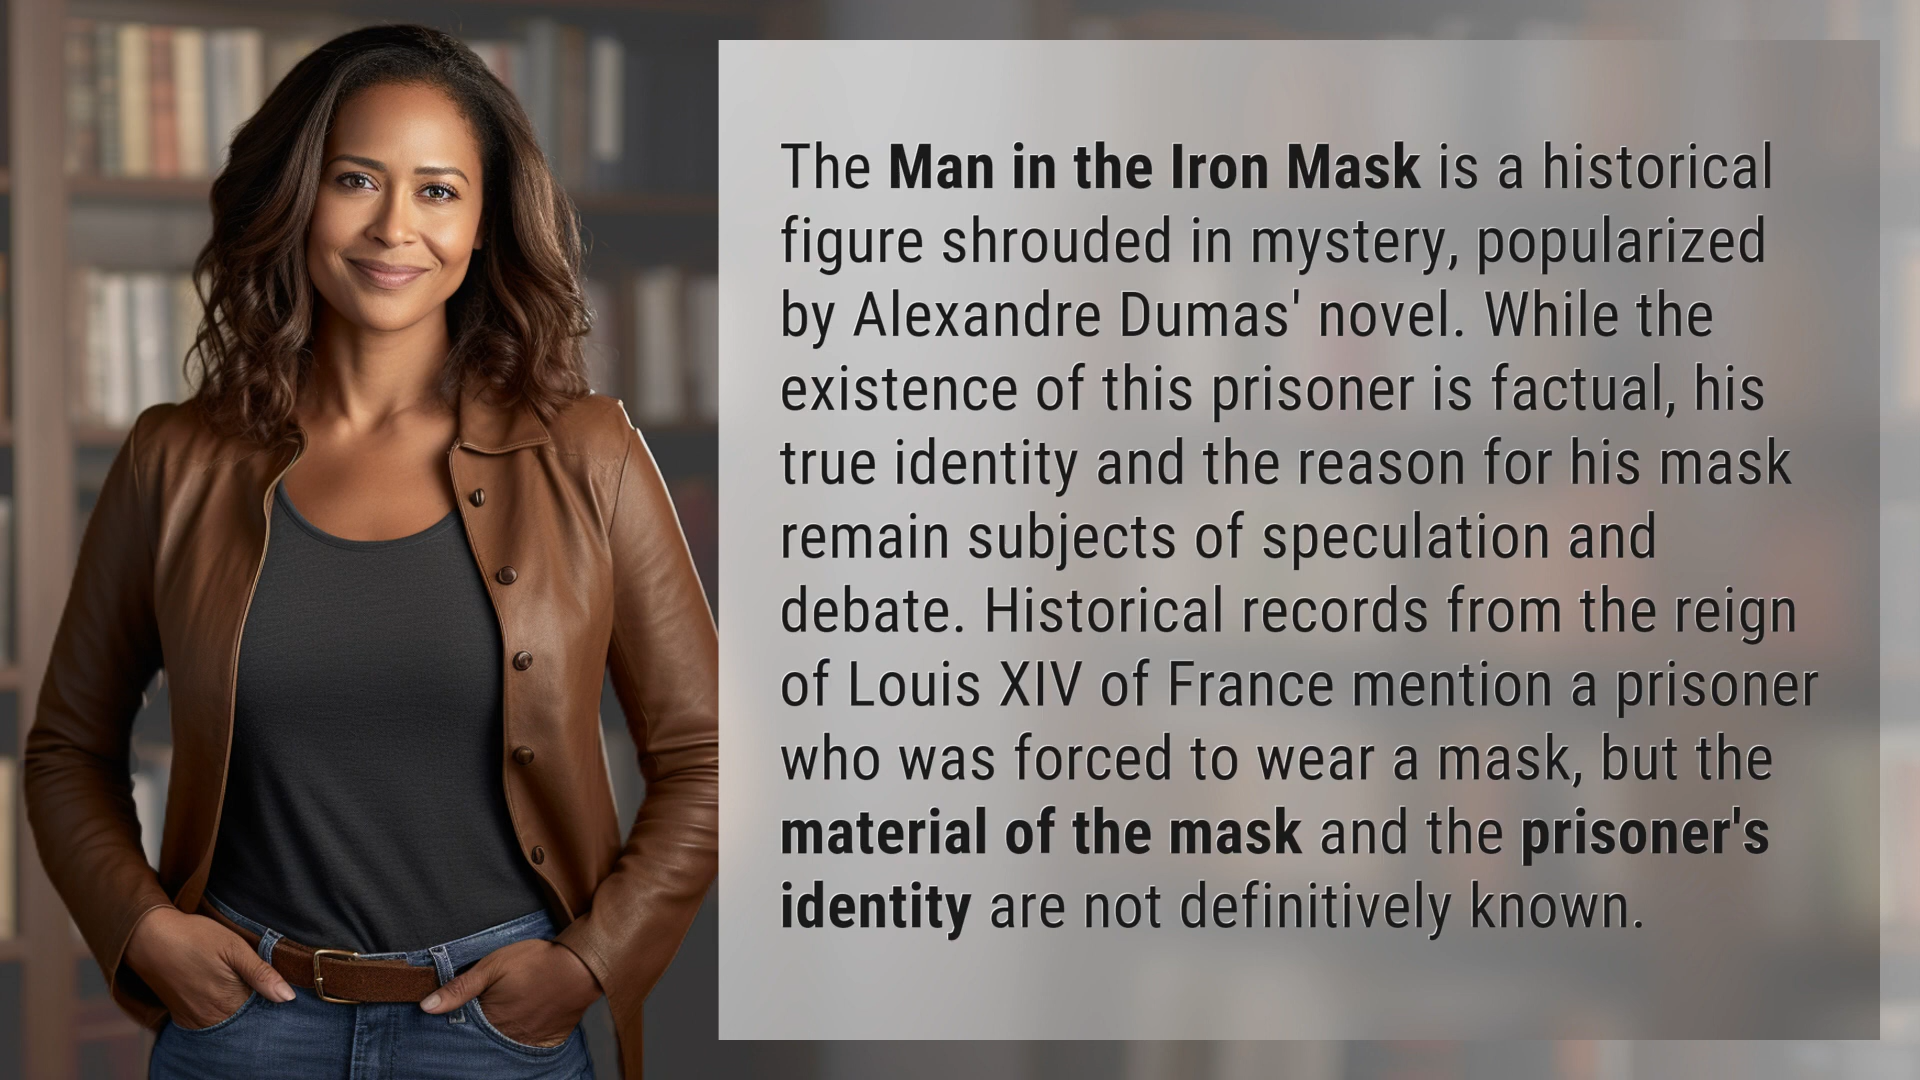 The Man in the Iron Mask is a historical
figure shrouded in mystery, popularized
by Alexandre Dumas' novel. While the
existence of this prisoner is factual, his
true identity and the reason for his mask
remain subjects of speculation and
debate. Historical records from the reign
of Louis XIV of France mention a prisoner
who was forced to wear a mask, but the
material of the mask and the prisoner's
identity are not definitively known.